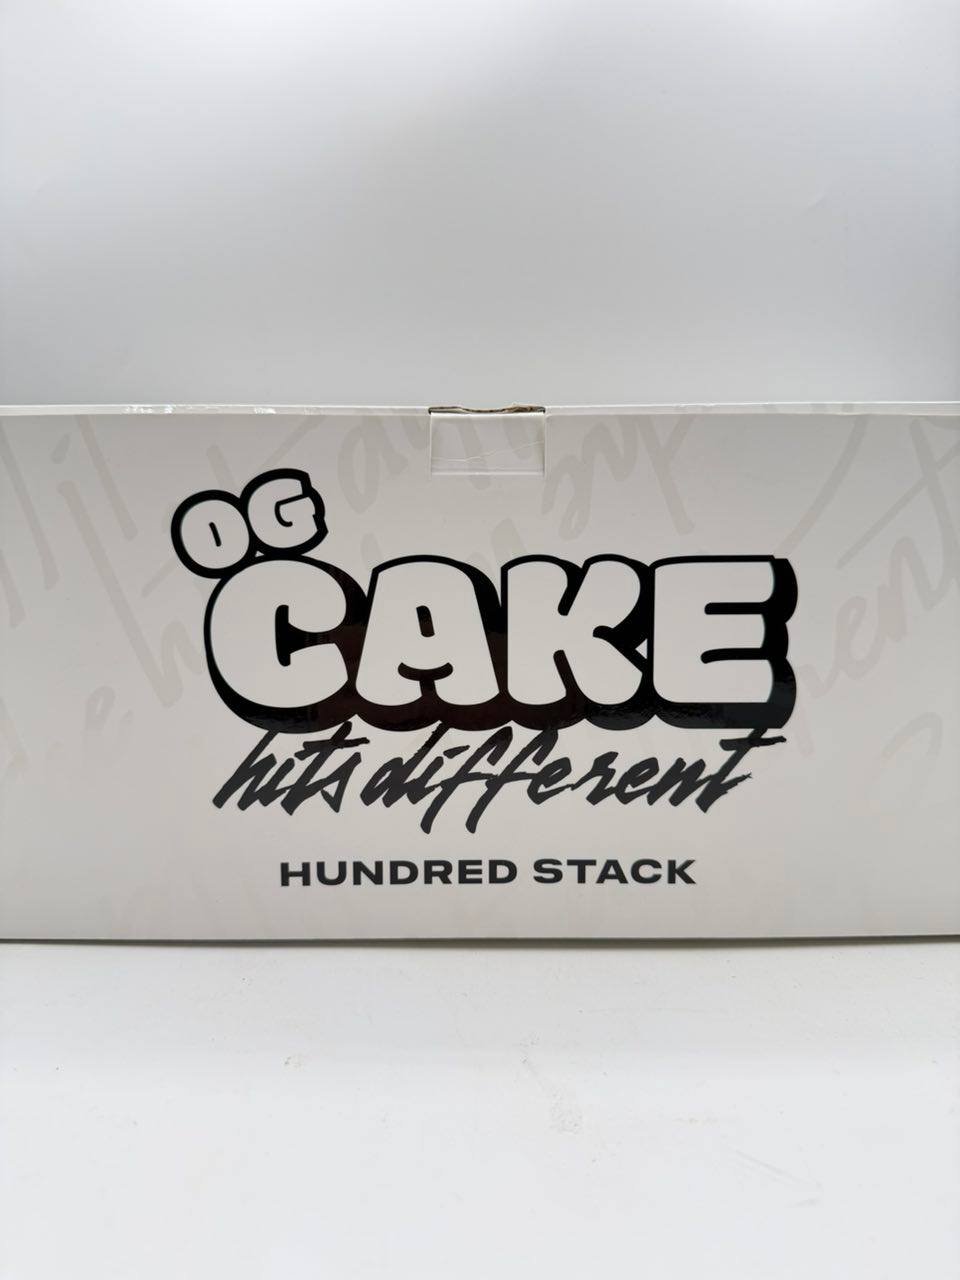 OG
CAKE
hits different
HUNDRED STACK